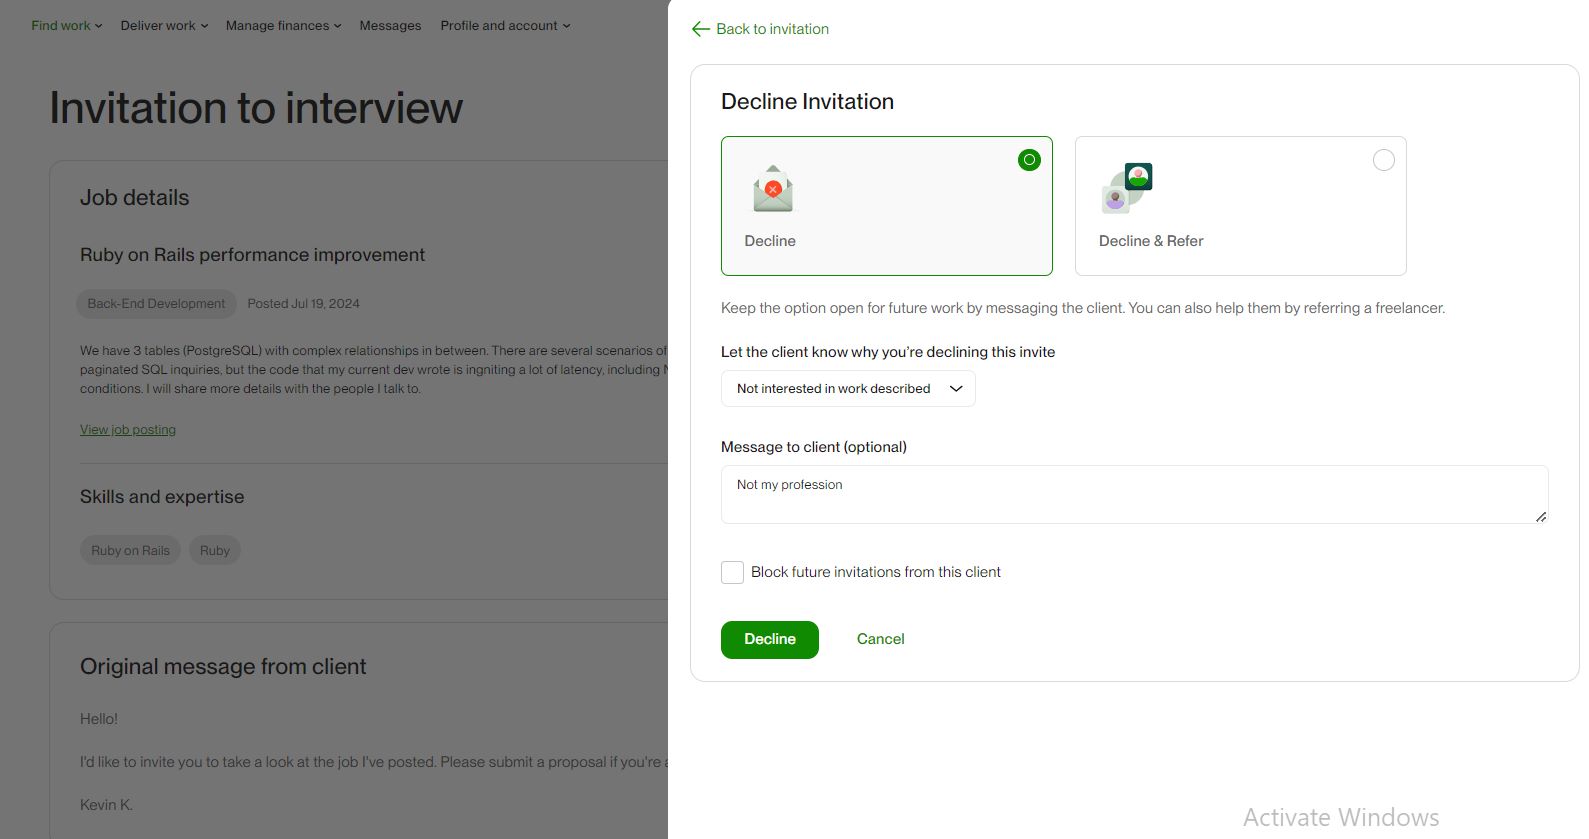 Find work
Deliver work
Manage finances
Messages
Profile and account
Invitation to interview
Job details
Ruby on Rails performance improvement
Back-End Development
Posted Jul 19, 2024
We have 3 tables (PostgreSQL) with complex relationships in between. There are several scenarios of
paginated SQL inquiries, but the code that my current dev wrote is ingniting a lot of latency, including
conditions. I will share more details with the people I talk to.
View job posting
Skills and expertise
Ruby on Rails
Ruby
Original message from client
Hello!
I'd like to invite you to take a look at the job I've posted. Please submit a proposal if you're
Kevin K.
Back to invitation
Decline Invitation
Decline
Decline & Refer
Keep the option open for future work by messaging the client. You can also help them by referring a freelancer.
Let the client know why you're declining this invite
Not interested in work described
Message to client (optional)
Not my profession
Block future invitations from this client
Decline
Cancel
Activate Windows